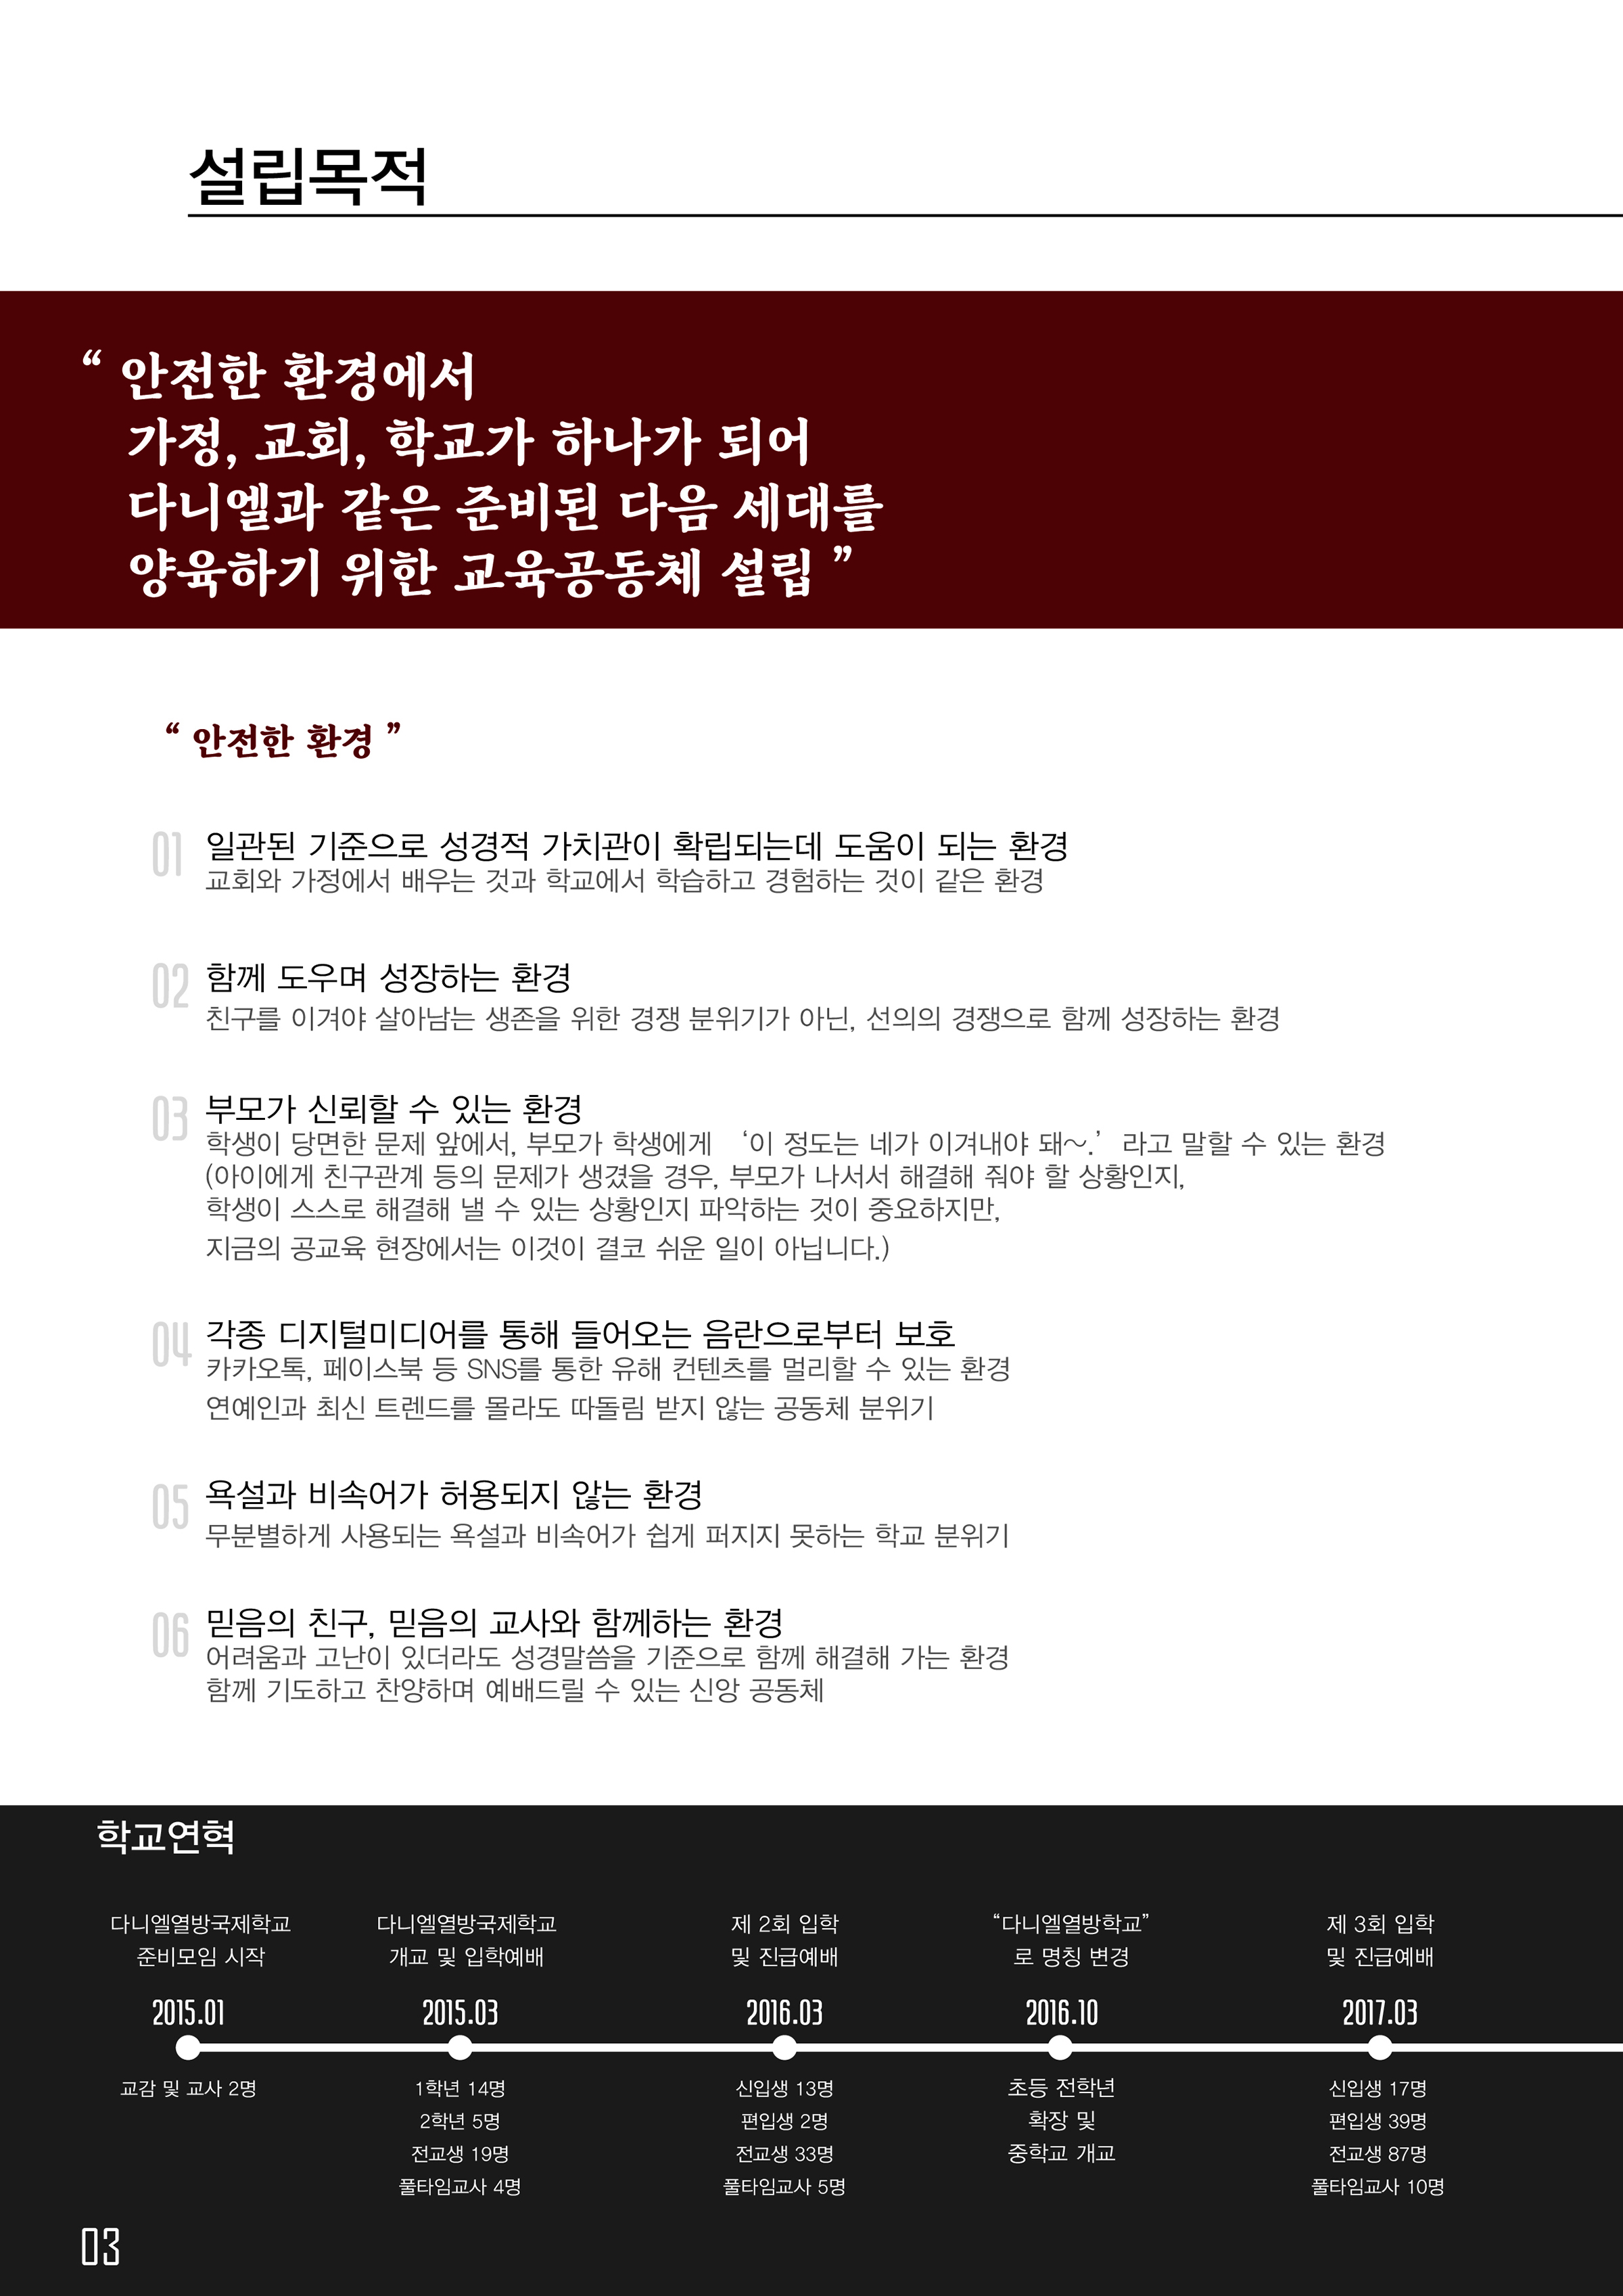 설립목적
“ 안전한 환경에서
가정, 교회, 학교가 하나가 되어
다니엘과 같은 준비된 다음 세대를
양육하기 위한 교육공동체 설립 ”
“ 안전한 환경 ”
01 일관된 기준으로 성경적 가치관이 확립되는데 도움이 되는 환경
교회와 가정에서 배우는 것과 학교에서 학습하고 경험하는 것이 같은 환경
02 함께 도우며 성장하는 환경
친구를 이겨야 살아남는 생존을 위한 경쟁 분위기가 아닌, 선의의 경쟁으로 함께 성장하는 환경
03 부모가 신뢰할 수 있는 환경
학생이 당면한 문제 앞에서, 부모가 학생에게 ‘이 정도는 네가 이겨내야 돼~.’ 라고 말할 수 있는 환경
(아이에게 친구관계 등의 문제가 생겼을 경우, 부모가 나서서 해결해 줘야 할 상황인지,
학생이 스스로 해결해 낼 수 있는 상황인지 파악하는 것이 중요하지만,
지금의 공교육 현장에서는 이것이 결코 쉬운 일이 아닙니다.)
04 각종 디지털미디어를 통해 들어오는 음란으로부터 보호
카카오톡, 페이스북 등 SNS를 통한 유해 컨텐츠를 멀리할 수 있는 환경
연예인과 최신 트렌드를 몰라도 따돌림 받지 않는 공동체 분위기
05 욕설과 비속어가 허용되지 않는 환경
무분별하게 사용되는 욕설과 비속어가 쉽게 퍼지지 못하는 학교 분위기
06 믿음의 친구, 믿음의 교사와 함께하는 환경
어려움과 고난이 있더라도 성경말씀을 기준으로 함께 해결해 가는 환경
함께 기도하고 찬양하며 예배드릴 수 있는 신앙 공동체
학교연혁
다니엘열방국제학교
준비모임 시작
2015.01
교감 및 교사 2명
다니엘열방국제학교
개교 및 입학예배
2015.03
1학년 14명
2학년 5명
전교생 19명
풀타임교사 4명
제 2회 입학
및 진급예배
2016.03
신입생 13명
편입생 2명
전교생 33명
풀타임교사 5명
“다니엘열방학교”
로 명칭 변경
2016.10
초등 전학년
확장 및
중학교 개교
제 3회 입학
및 진급예배
2017.03
신입생 17명
편입생 39명
전교생 87명
풀타임교사 10명
03